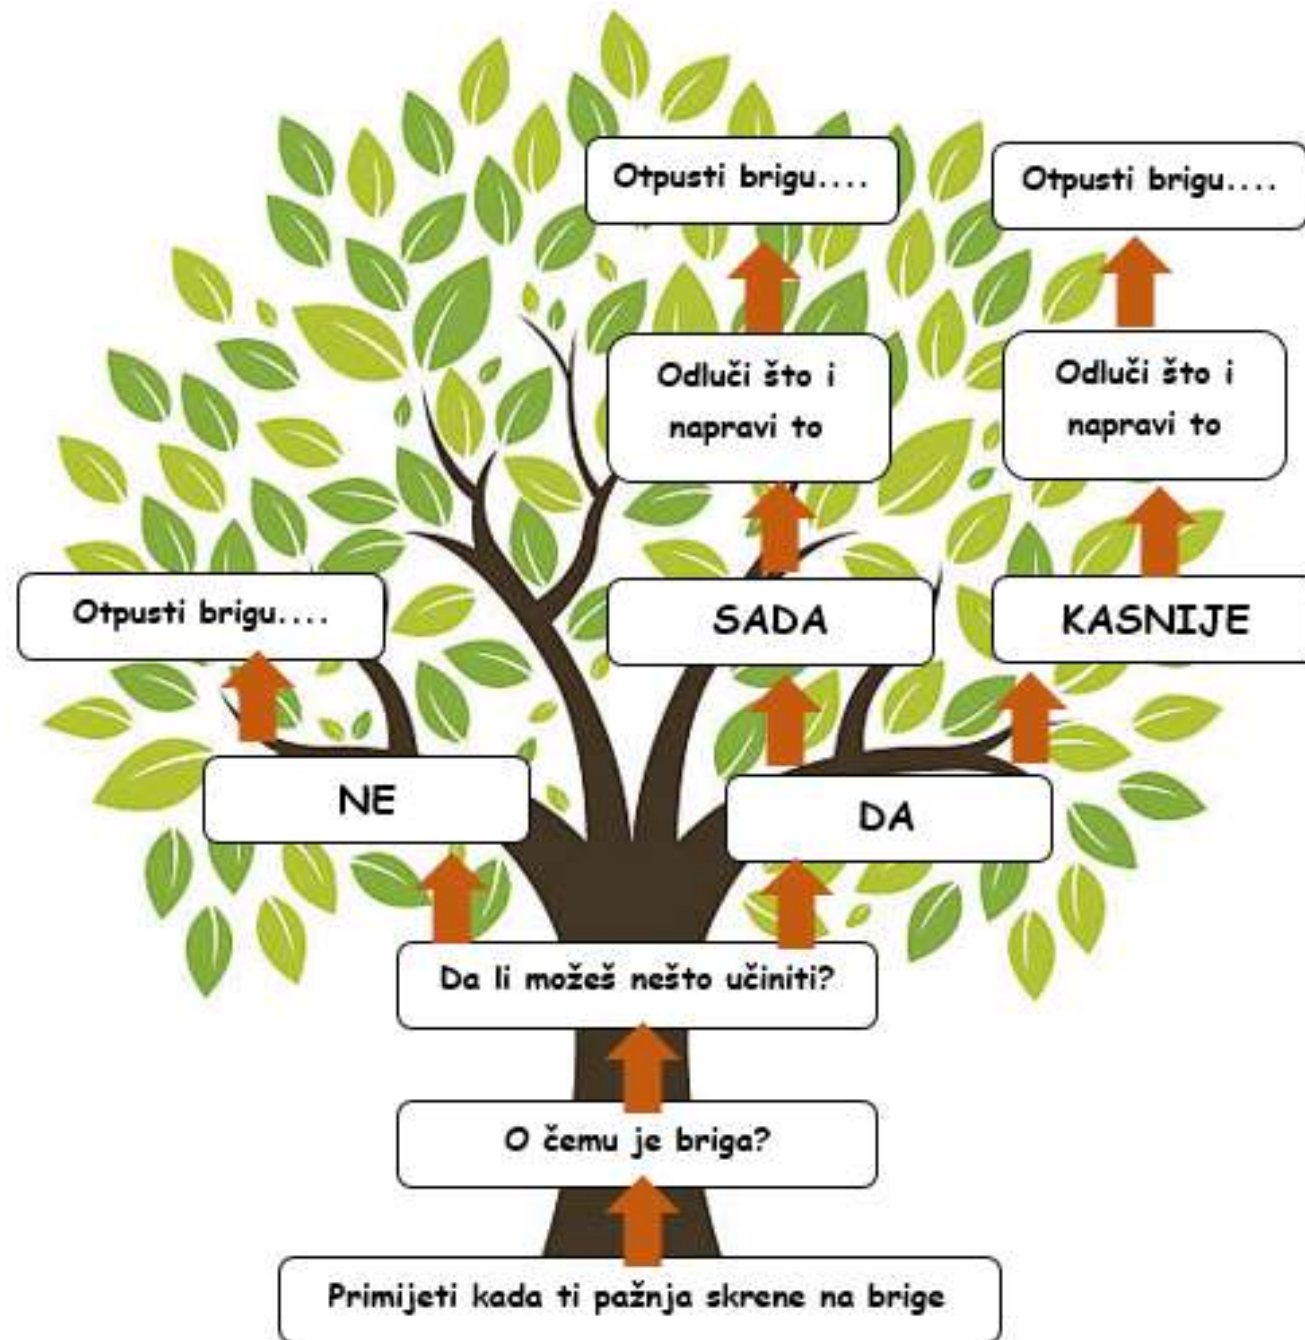 Otpusti brigu....
Otpusti brigu....
Odluči što i
napravi to
Odluči što i
napravi to
Otpusti brigu....
SADA
KASNIJE
NE
DA
Da li možeš nešto učiniti?
O čemu je briga?
Primijeti kada ti pažnja skrene na brige